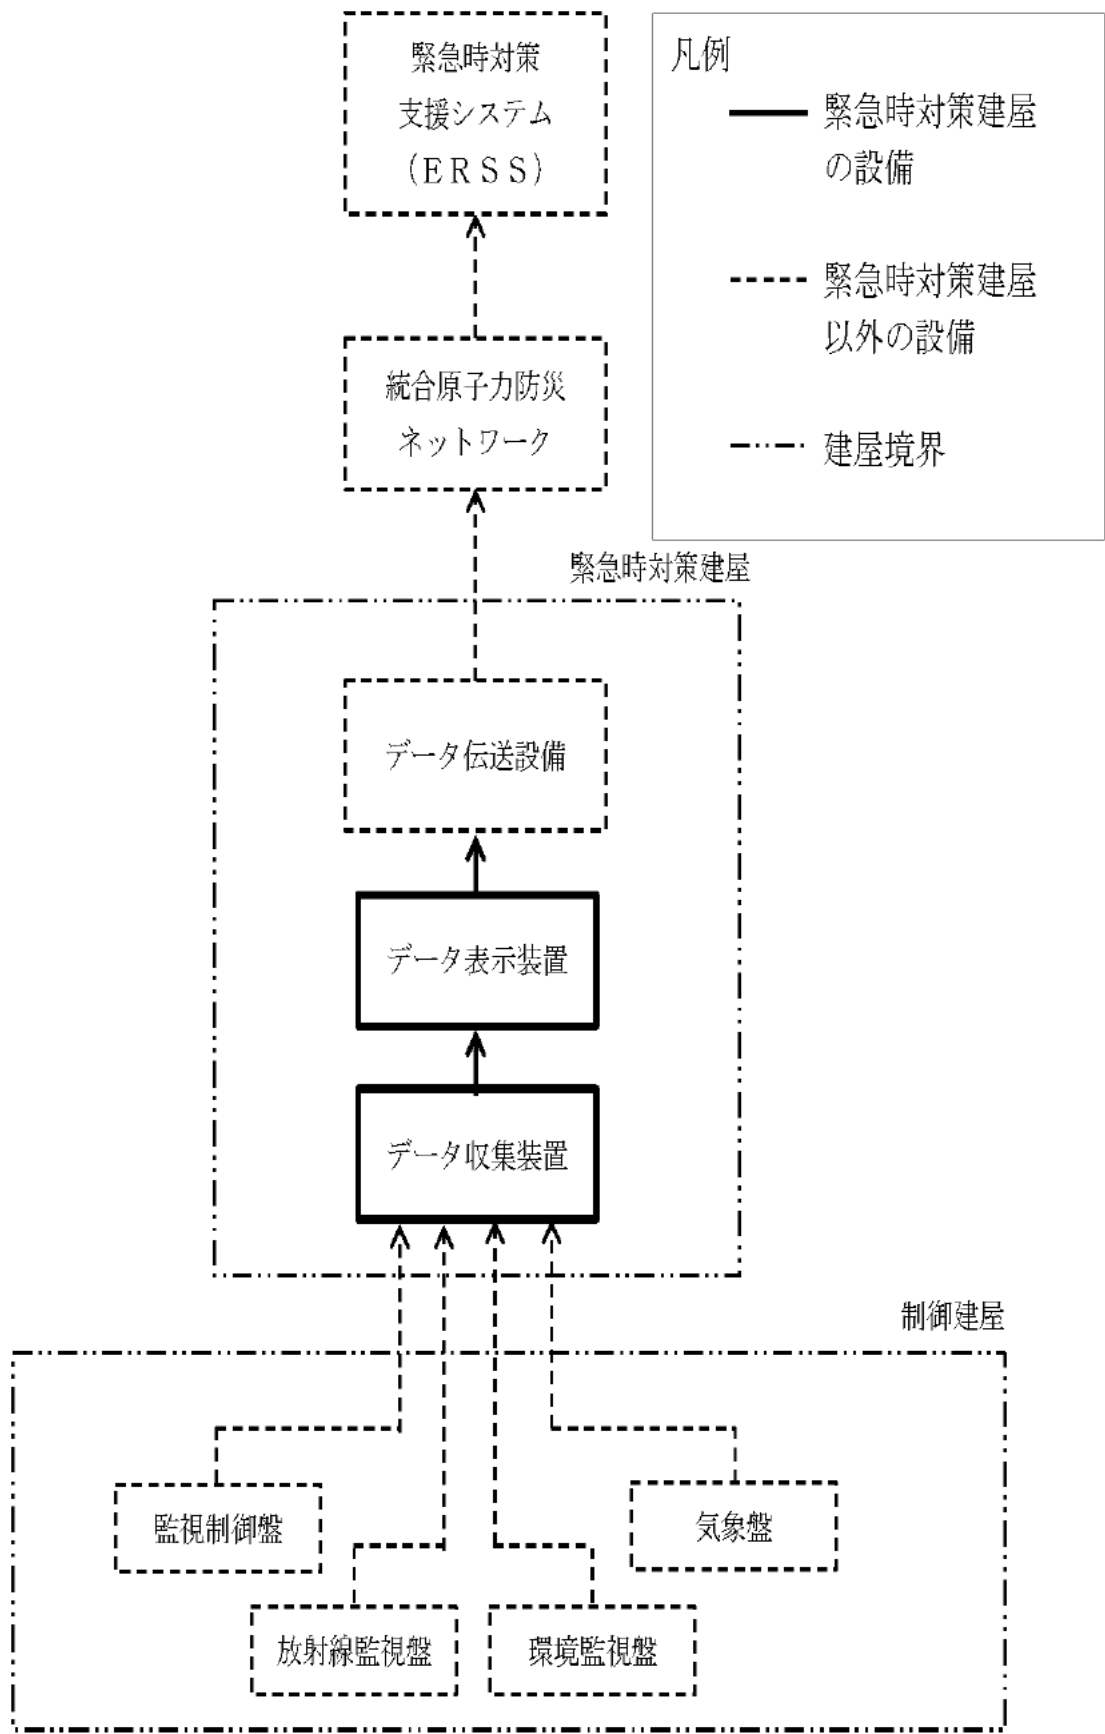 緊急時対策
支援システム
(ＥＲＳＳ)
統合原子力防災
ネットワーク
凡例
緊急時対策建屋
の設備
緊急時対策建屋
以外の設備
建屋境界
緊急時対策建屋
データ伝送設備
データ表示装置
データ収集装置
制御建屋
監視制御盤
気象盤
放射線監視盤
環境監視盤